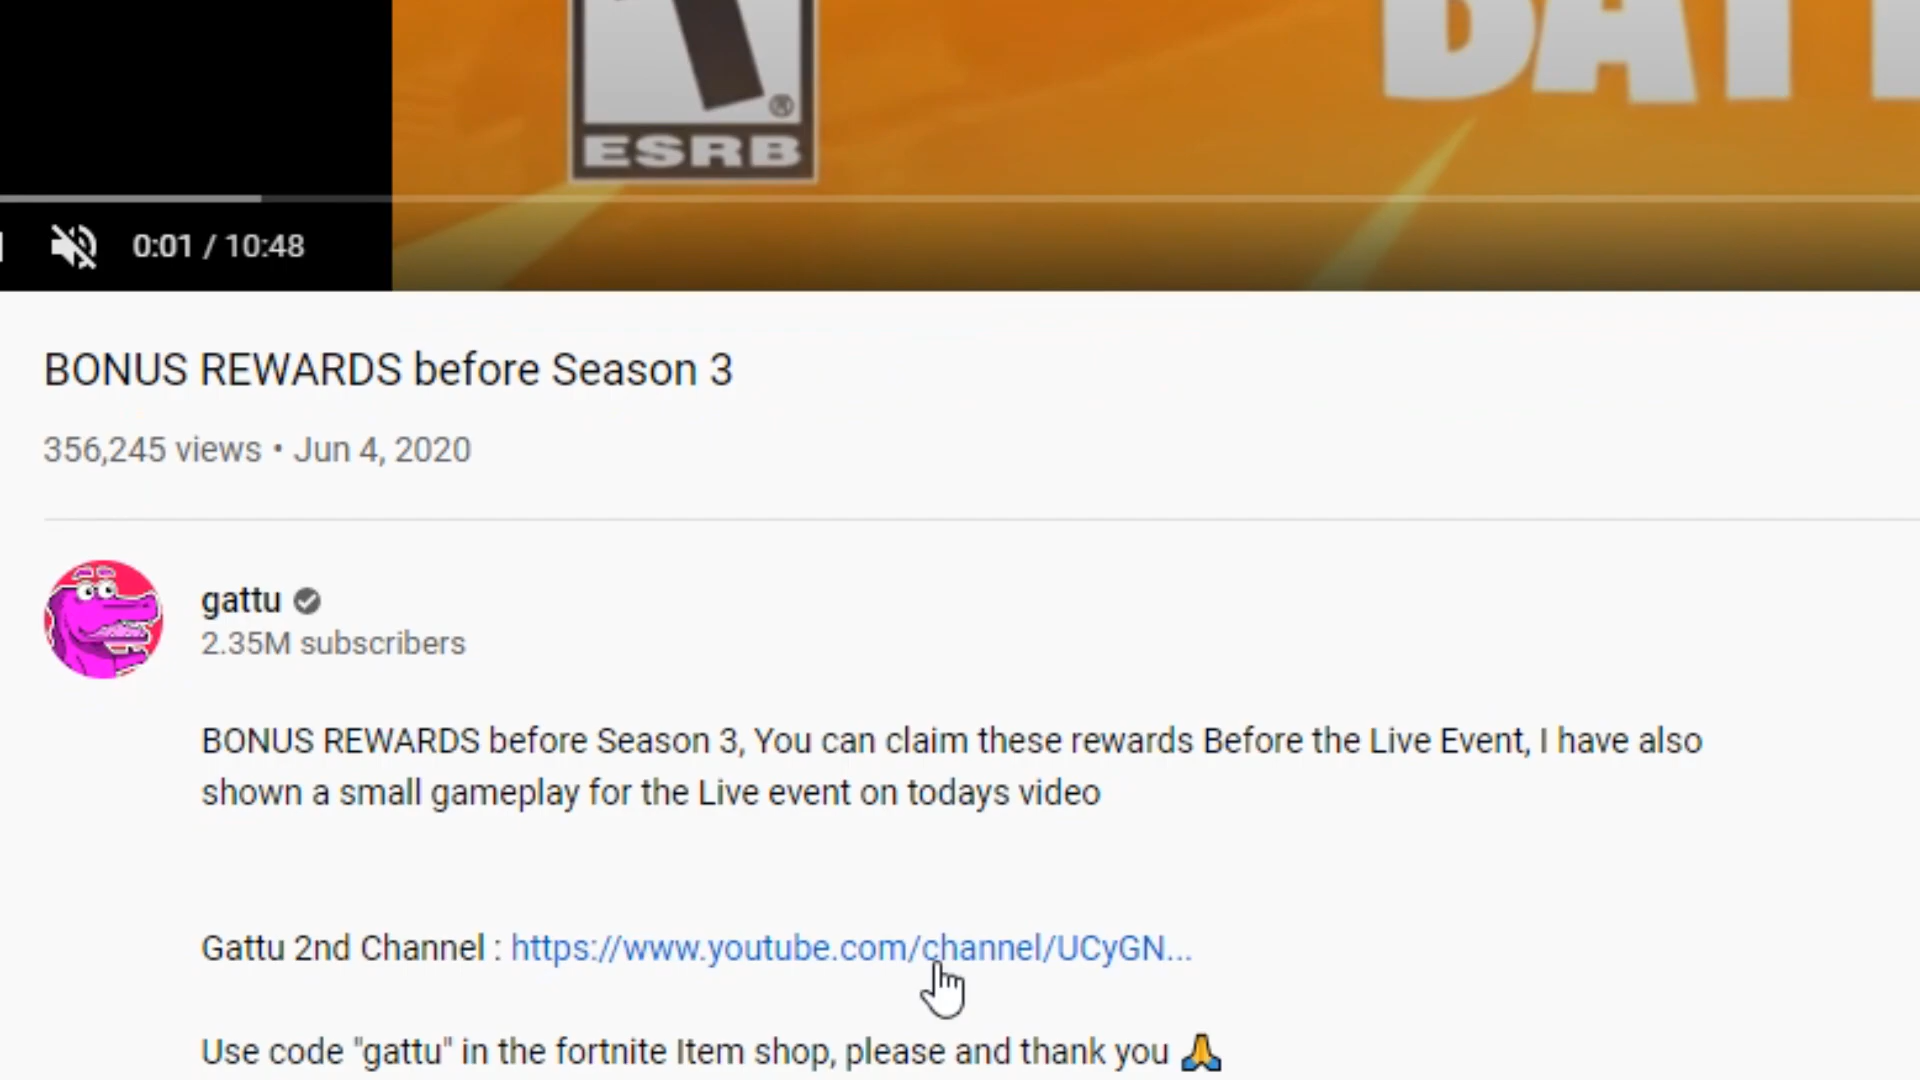 ESRB
0:01 / 10:48
BONUS REWARDS before Season 3
356,245 views • Jun 4, 2020
gattu
2.35M subscribers
BONUS REWARDS before Season 3, You can claim these rewards Before the Live Event, I have also
shown a small gameplay for the Live event on todays video
Gattu 2nd Channel : https://www.youtube.com/channel/UCyGN...
Use code "gattu" in the fortnite Item shop, please and thank you 🙏